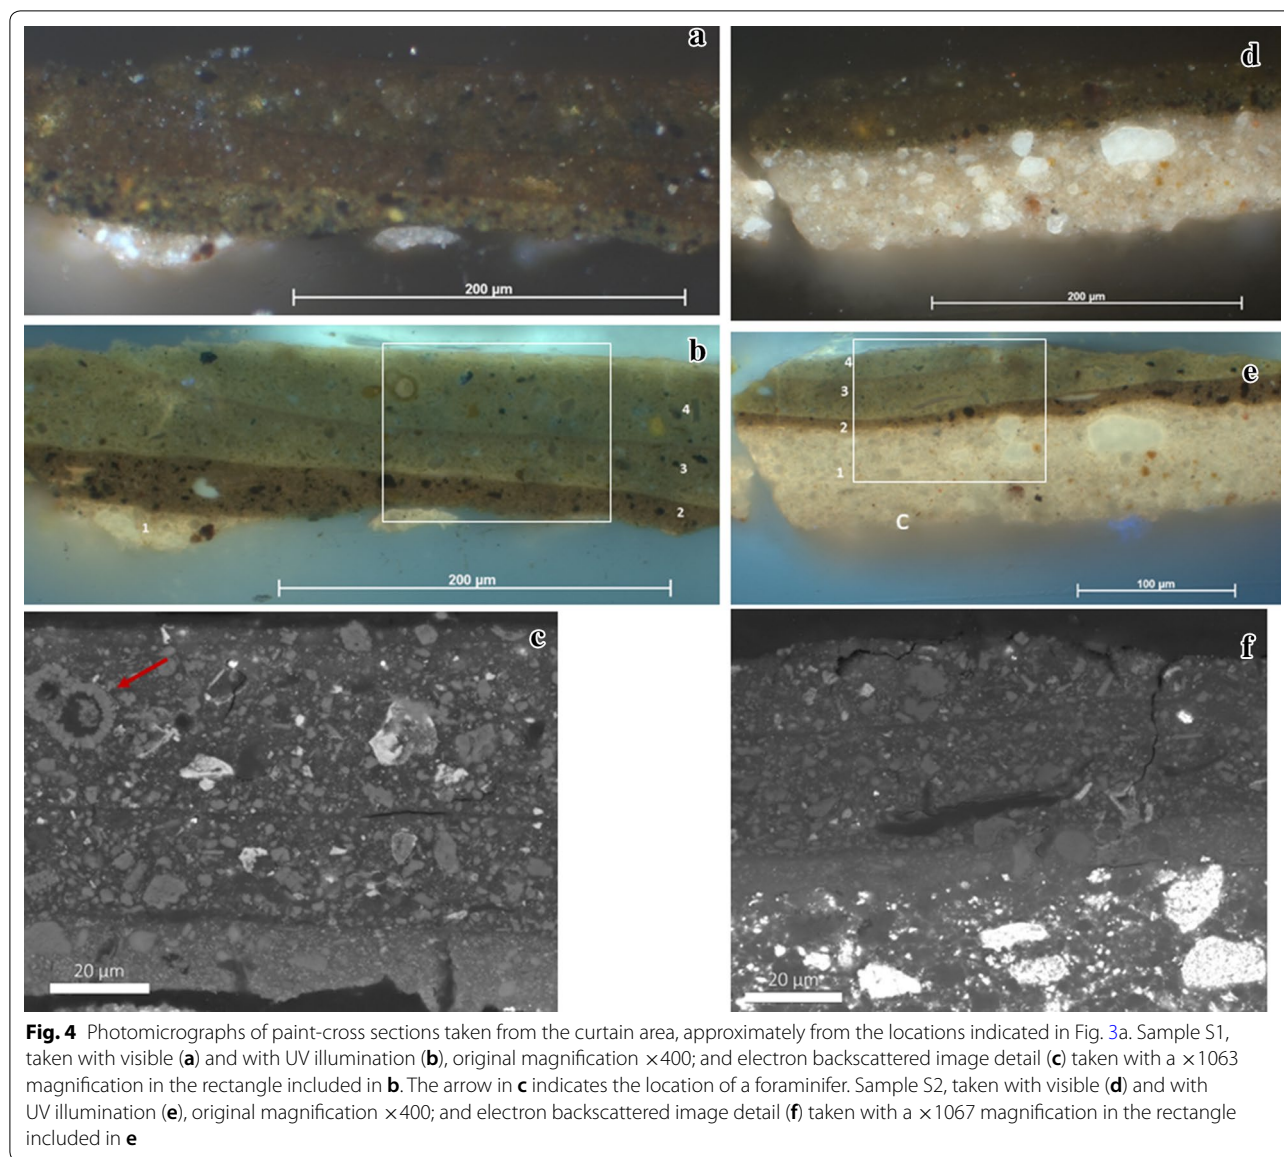 a
200 µm
d
200 µm
b
4
3
2
1
200 µm
e
4
3
2
1
C
100 µm
c
20 µm
f
20 µm
Fig. 4 Photomicrographs of paint-cross sections taken from the curtain area, approximately from the locations indicated in Fig. 3a. Sample S1,
taken with visible (a) and with UV illumination (b), original magnification ×400; and electron backscattered image detail (c) taken with a ×1063
magnification in the rectangle included in b. The arrow in c indicates the location of a foraminifer. Sample S2, taken with visible (d) and with
UV illumination (e), original magnification ×400; and electron backscattered image detail (f) taken with a ×1067 magnification in the rectangle
included in e